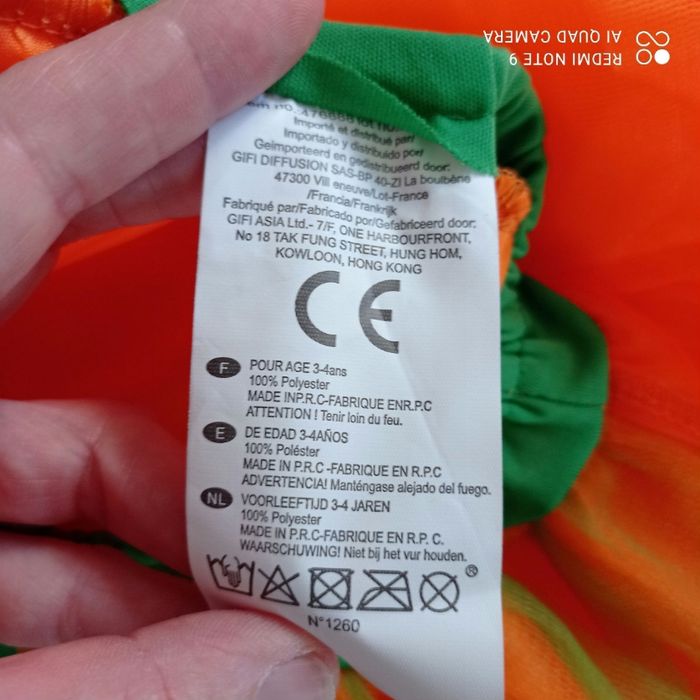 REDMI NOTE 9
AI QUAD CAMERA
Importé et distribué par/
Importado y distribuido por/
Geimporteerd en gedistribueerd door:
GIFI DIFFUSION SAS-BP 40-ZI La boulbène
47300 Vill eneuve/Lot-France
/Francia/Frankrijk
Fabriqué par/Fabricado por/Gefabriceerd door:
GIFI ASIA Ltd.- 7/F, ONE HARBOURFRONT,
No 18 TAK FUNG STREET, HUNG HOM,
KOWLOON, HONG KONG
CE
F
POUR AGE 3-4ans
100% Polyester
MADE INP.R.C-FABRIQUE ENR.P.C
ATTENTION ! Tenir loin du feu.
E
DE EDAD 3-4AÑOS
100% Poléster
MADE IN P.R.C -FABRIQUE EN R.P.C
ADVERTENCIA! Manténgase alejado del fuego.
NL
VOORLEEFTIJD 3-4 JAREN
100% Polyester
MADE IN P.R.C-FABRIQUE EN R.P. C.
WAARSCHUWING! Niet bij het vur houden.
®
N°1260